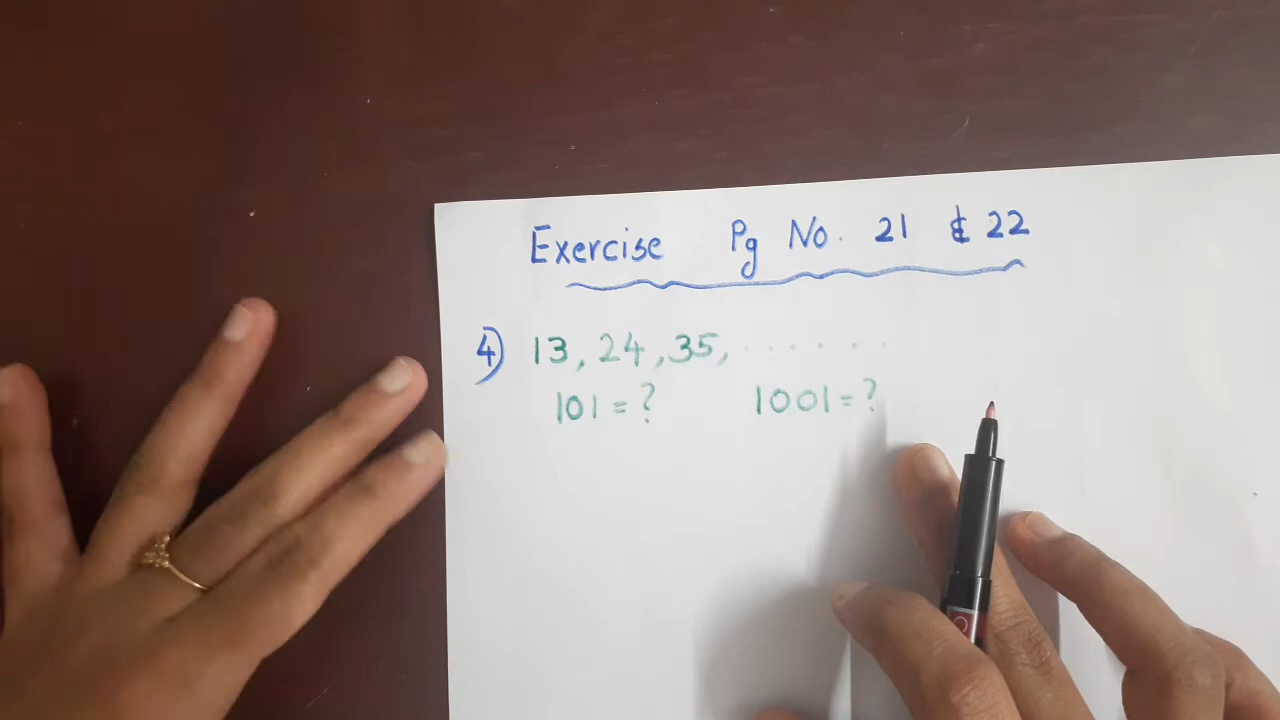 Exercise Pg No. 21 & 22
4) 13, 24, 35, . . . . . .
101 = ? 1001 = ?